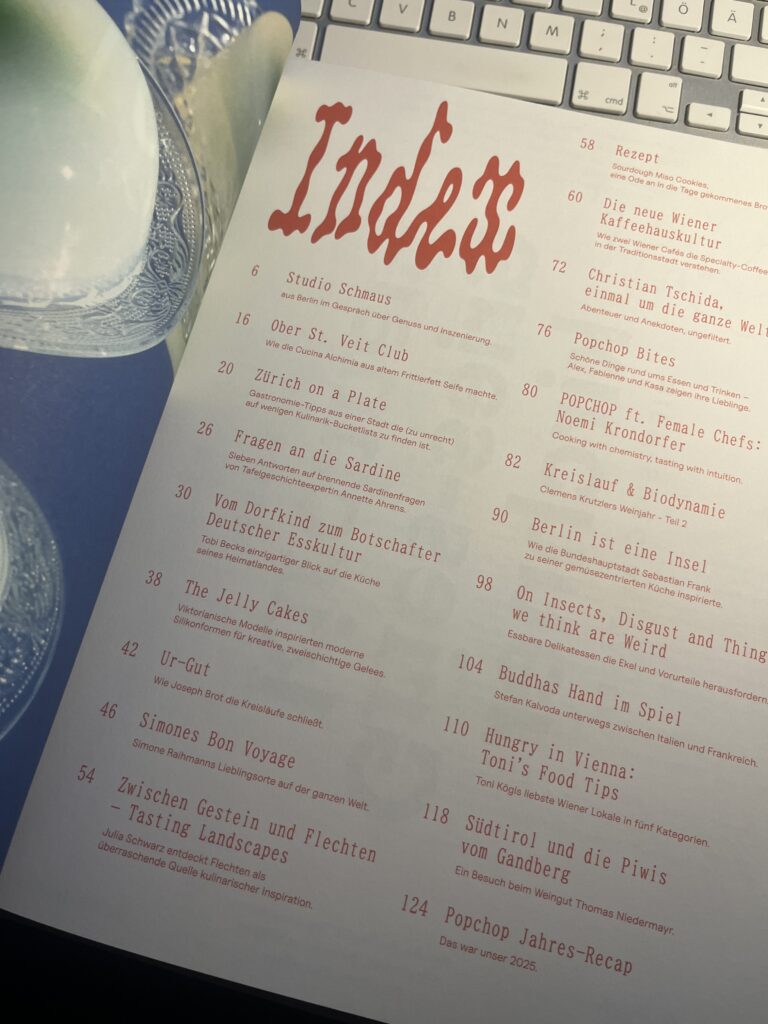 C
V
B
N
M
L
@
Ö
Ä
;
,
:
.
–
-
⌘
⌘
cmd
alt
⌥
Index
6
Studio Schmaus
aus Berlin im Gespräch über Genuss und Inszenierung.
16
Ober St. Veit Club
Wie die Cucina Alchimia aus altem Frittierfett Seife machte.
20
Zürich on a Plate
Gastronomie-Tipps aus einer Stadt die (zu unrecht)
auf wenigen Kulinarik-Bucketlists zu finden ist.
26
Fragen an die Sardine
Sieben Antworten auf brennende Sardinenfragen
von Tafelgeschichteexpertin Annette Ahrens.
30
Vom Dorfkind zum Botschafter
Deutscher Esskultur
Tobi Becks einzigartiger Blick auf die Küche
seines Heimatlandes.
38
The Jelly Cakes
Viktorianische Modelle inspirierten moderne
Silikonformen für kreative, zweischichtige Gelees.
42
Ur-Gut
Wie Joseph Brot die Kreisläufe schließt.
46
Simones Bon Voyage
Simone Raihmanns Lieblingsorte auf der ganzen Welt.
54
Zwischen Gestein und Flechten
– Tasting Landscapes
Julia Schwarz entdeckt Flechten als
überraschende Quelle kulinarischer Inspiration.
58
Rezept
Sourdough Miso Cookies,
eine Ode an in die Tage gekommenes Bro
60
Die neue Wiener
Kaffeehauskultur
Wie zwei Wiener Cafés die Specialty-Coffee
in der Traditionsstadt verstehen.
72
Christian Tschida,
einmal um die ganze Welt
Abenteuer und Anekdoten, ungefiltert.
76
Popchop Bites
Schöne Dinge rund ums Essen und Trinken –
Alex, Fabienne und Kasa zeigen ihre Lieblinge.
80
POPCHOP ft. Female Chefs:
Noemi Krondorfer
Cooking with chemistry, tasting with intuition.
82
Kreislauf & Biodynamie
Clemens Krutzlers Weinjahr - Teil 2
90
Berlin ist eine Insel
Wie die Bundeshauptstadt Sebastian Frank
zu seiner gemüsezentrierten Küche inspirierte.
98
On Insects, Disgust and Thing
we think are Weird
Essbare Delikatessen die Ekel und Vorurteile herausfordern.
104
Buddhas Hand im Spiel
Stefan Kalvoda unterwegs zwischen Italien und Frankreich.
110
Hungry in Vienna:
Toni's Food Tips
Toni Kögls liebste Wiener Lokale in fünf Kategorien.
118
Südtirol und die Piwis
vom Gandberg
Ein Besuch beim Weingut Thomas Niedermayr.
124
Popchop Jahres-Recap
Das war unser 2025.